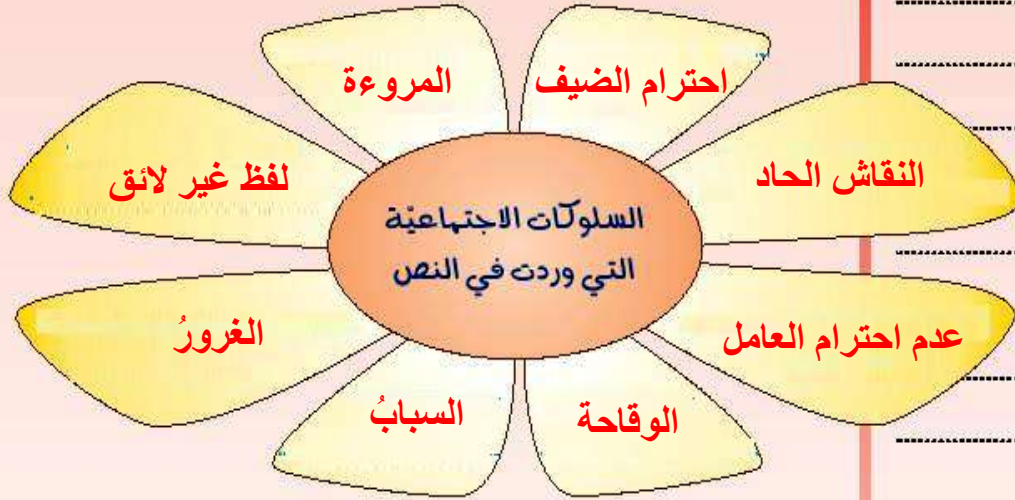 احترام الضيف
المروءة
النقاش الحاد
لفظ غير لائق
السلوكات الاجتماعيّة
التي وردت في النص
عدم احترام العامل
الغرورُ
الوقاحة
السبابُ